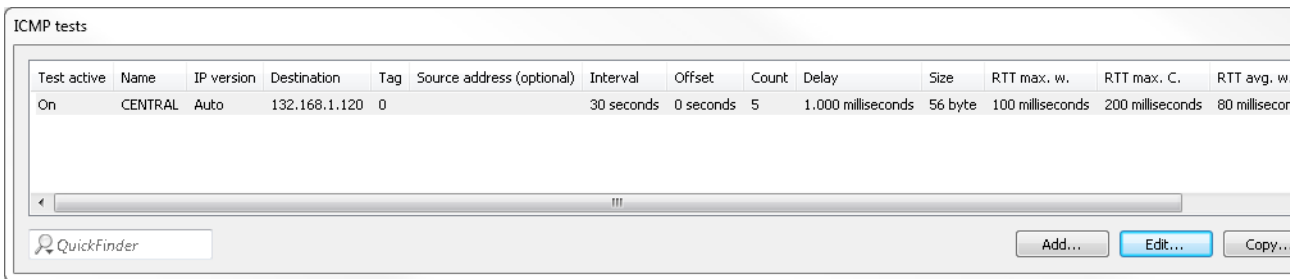 ICMP tests
Test active Name IP version Destination Tag Source address (optional) Interval Offset Count Delay Size RTT max. w. RTT max. C. RTT avg. w.
On CENTRAL Auto 132.168.1.120 0 30 seconds 0 seconds 5 1.000 milliseconds 56 byte 100 milliseconds 200 milliseconds 80
QuickFinder Add... Edit... Copy...